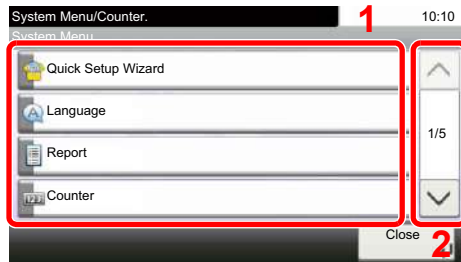 System Menu/Counter.
1
10:10
System Menu
Quick Setup Wizard
Language
Report
Counter
1/5
Close
2